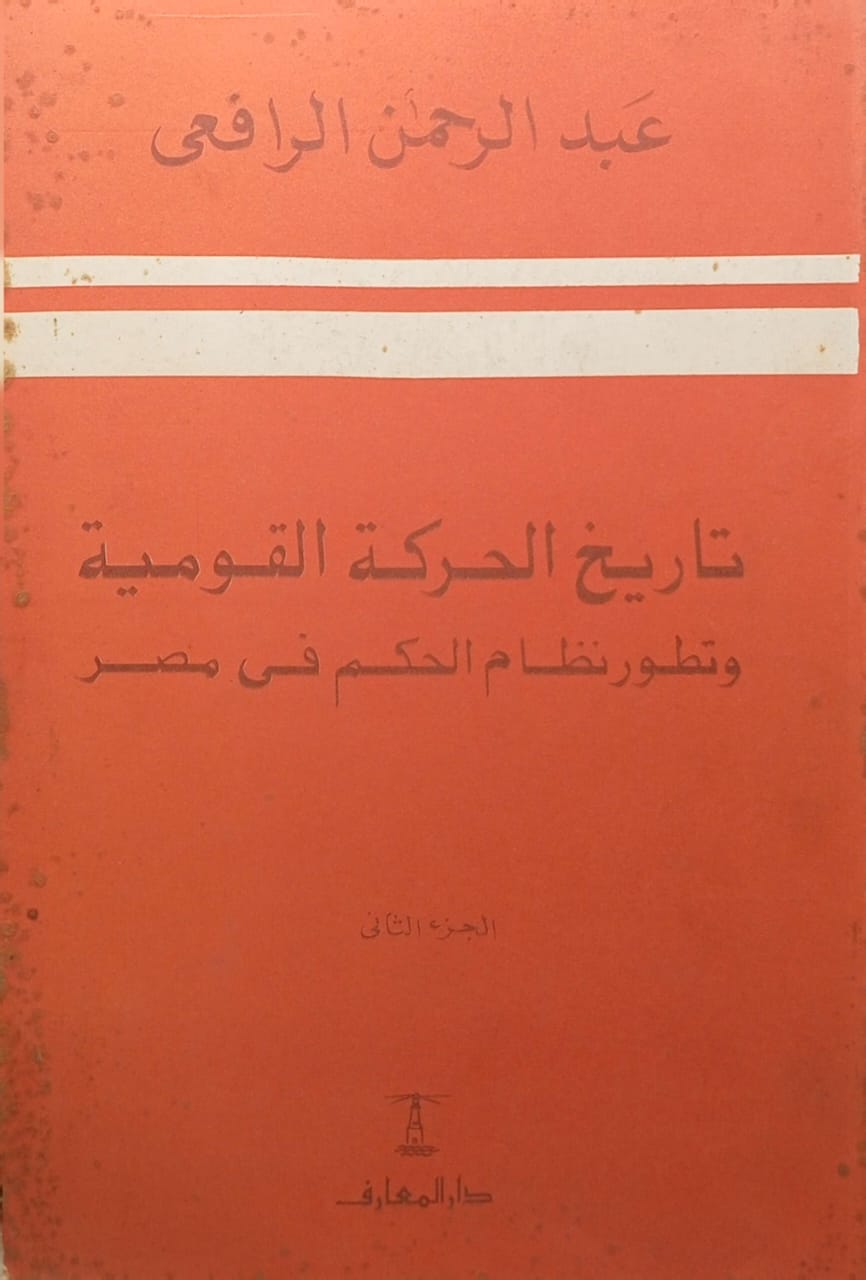 عبد الرحمن الرافعى
تاريخ الحركة القومية
وتطور نظام الحكم فى مصر
الجزء الثانى
دار المعارف